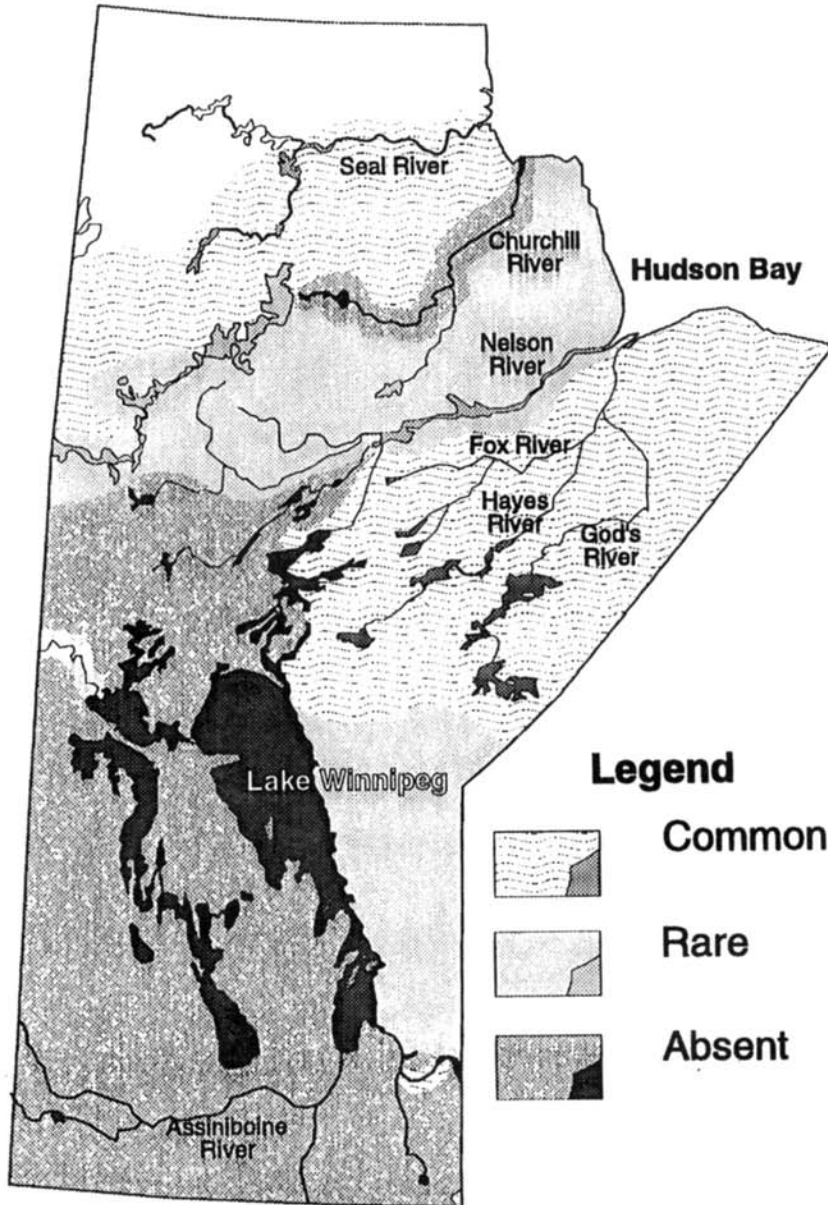 Seal River
Churchill
River
Hudson Bay
Nelson
River
Fox River
Hayes
River
God's
River
Lake Winnipeg
Legend
Common
Rare
Absent
Assiniboine
River